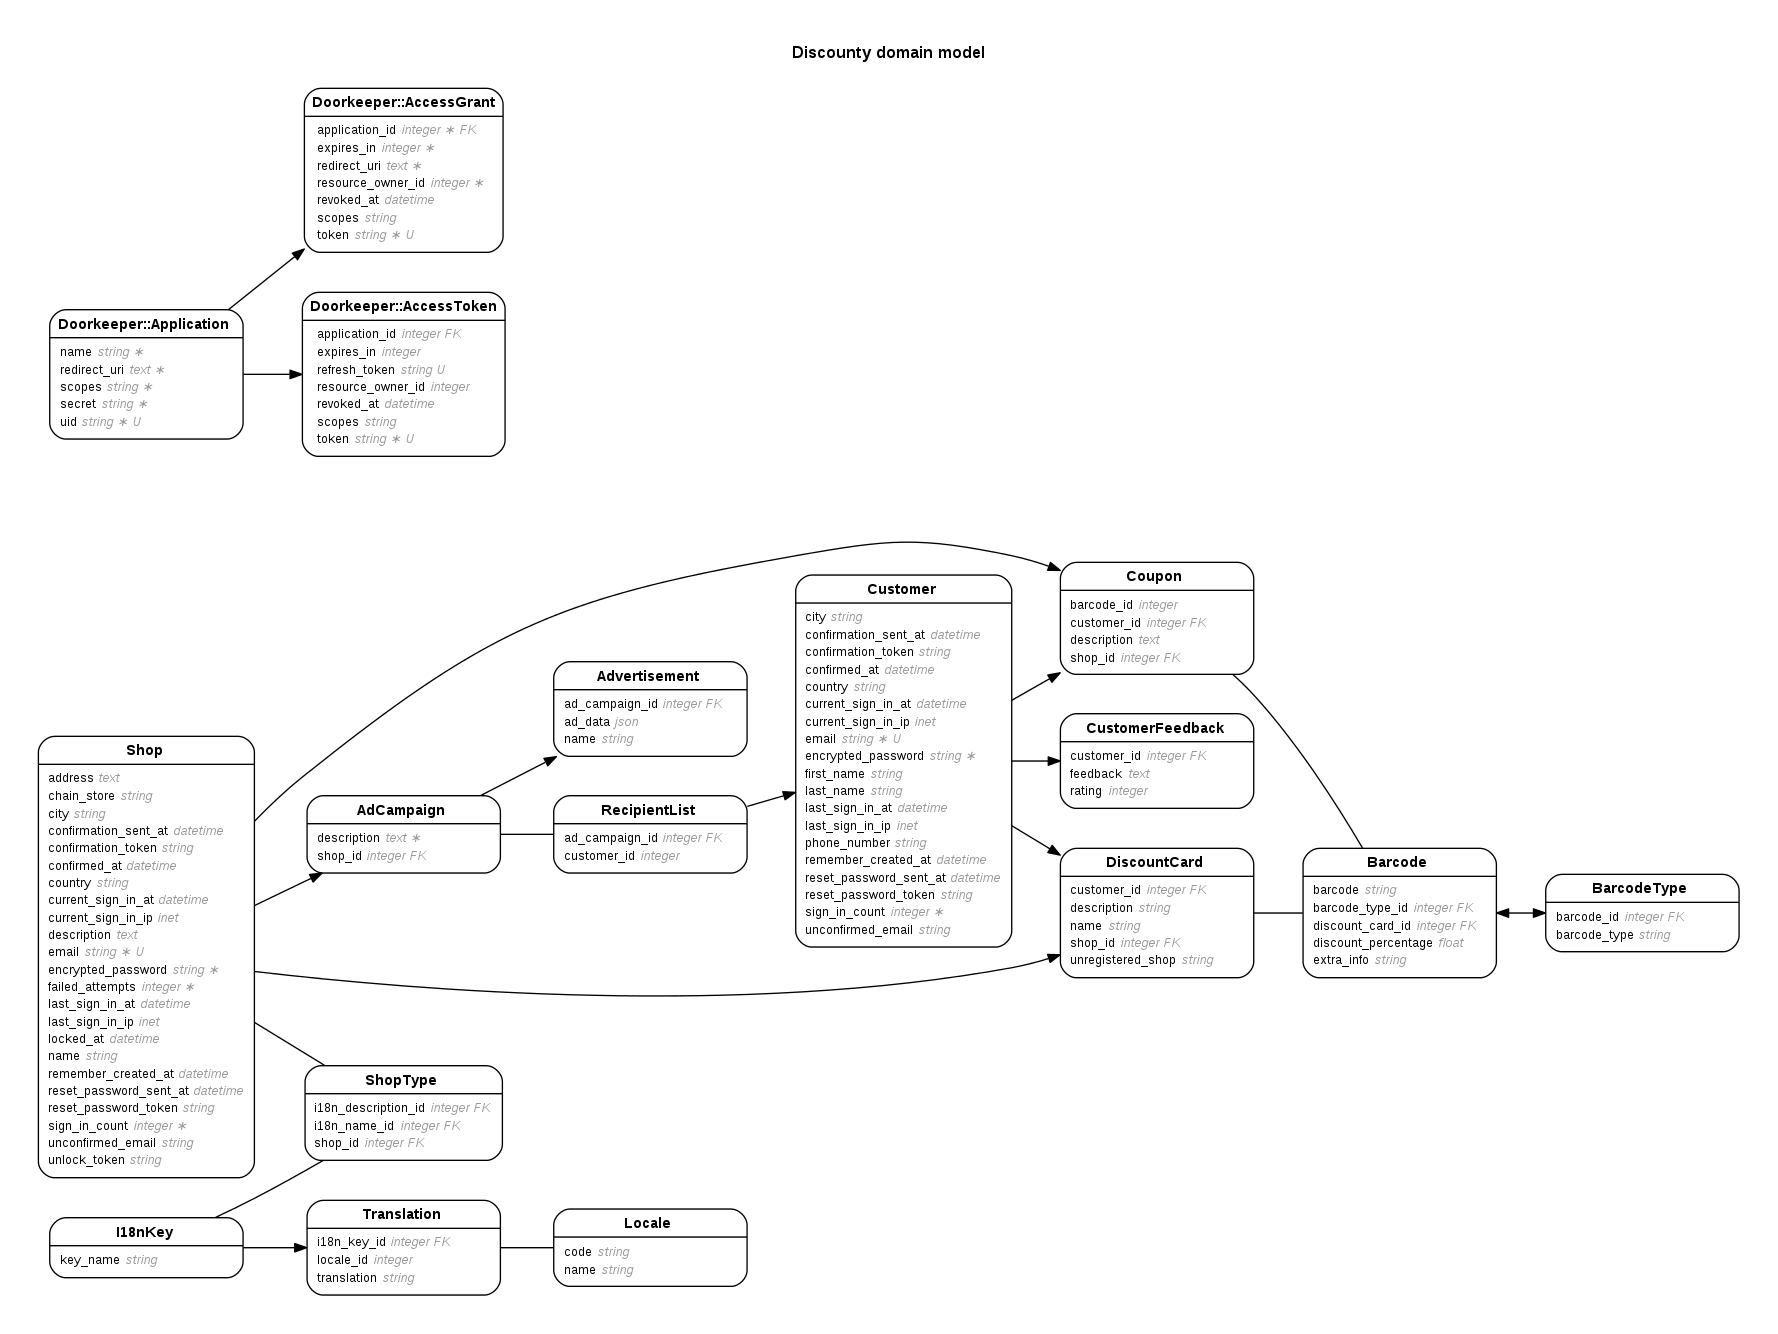 Discounty domain model
Doorkeeper::AccessGrant
application_id integer ∗ FK
expires_in integer ∗
redirect_uri text ∗
resource_owner_id integer ∗
revoked_at datetime
scopes string
token string ∗ U
Doorkeeper::Application
name string ∗
redirect_uri text ∗
scopes string ∗
secret string ∗
uid string ∗ U
Doorkeeper::AccessToken
application_id integer FK
expires_in integer
refresh_token string U
resource_owner_id integer
revoked_at datetime
scopes string
token string ∗ U
Shop
address text
chain_store string
city string
confirmation_sent_at datetime
confirmation_token string
confirmed_at datetime
country string
current_sign_in_at datetime
current_sign_in_ip inet
description text
email string ∗ U
encrypted_password string ∗
failed_attempts integer ∗
last_sign_in_at datetime
last_sign_in_ip inet
locked_at datetime
name string
remember_created_at datetime
reset_password_sent_at datetime
reset_password_token string
sign_in_count integer ∗
unconfirmed_email string
unlock_token string
AdCampaign
description text ∗
shop_id integer FK
Advertisement
ad_campaign_id integer FK
ad_data json
name string
RecipientList
ad_campaign_id integer FK
customer_id integer
Customer
city string
confirmation_sent_at datetime
confirmation_token string
confirmed_at datetime
country string
current_sign_in_at datetime
current_sign_in_ip inet
email string ∗ U
encrypted_password string ∗
first_name string
last_name string
last_sign_in_at datetime
last_sign_in_ip inet
phone_number string
remember_created_at datetime
reset_password_sent_at datetime
reset_password_token string
sign_in_count integer ∗
unconfirmed_email string
Coupon
barcode_id integer
customer_id integer FK
description text
shop_id integer FK
CustomerFeedback
customer_id integer FK
feedback text
rating integer
DiscountCard
customer_id integer FK
description string
name string
shop_id integer FK
unregistered_shop string
Barcode
barcode string
barcode_type_id integer FK
discount_card_id integer FK
discount_percentage float
extra_info string
BarcodeType
barcode_id integer FK
barcode_type string
ShopType
i18n_description_id integer FK
i18n_name_id integer FK
shop_id integer FK
I18nKey
key_name string
Translation
i18n_key_id integer FK
locale_id integer
translation string
Locale
code string
name string